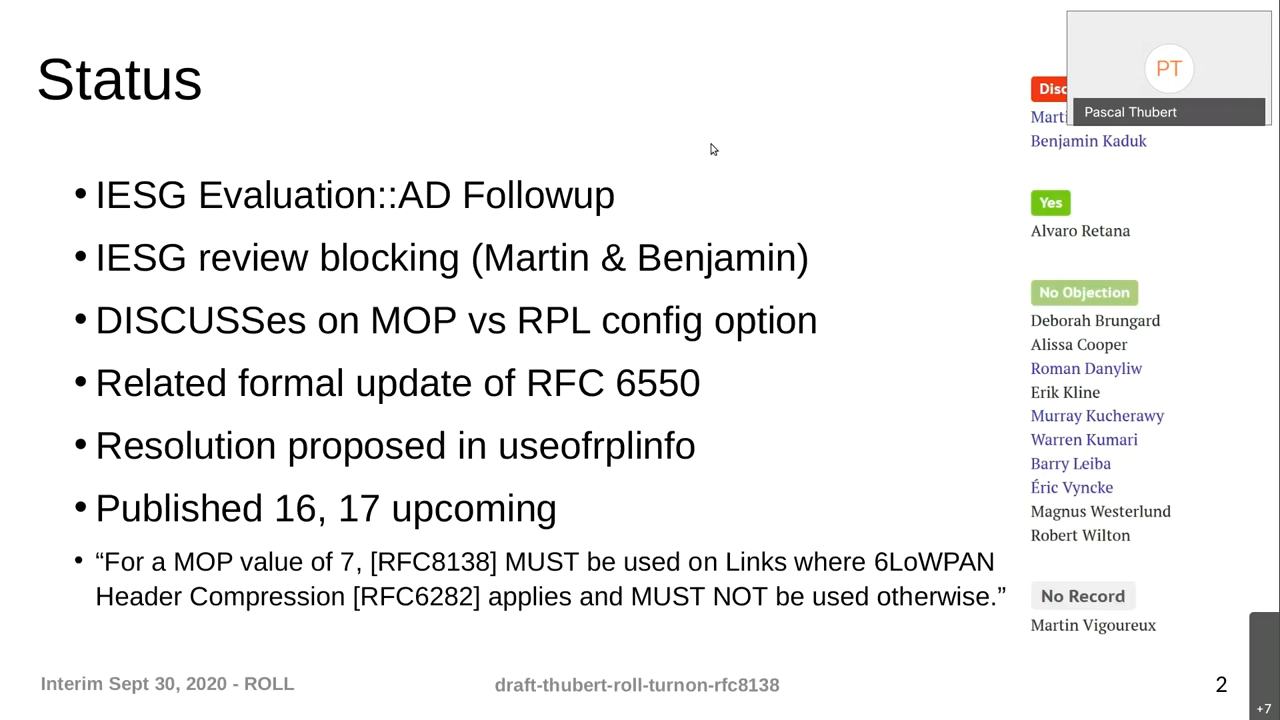 Status
• IESG Evaluation::AD Followup
• IESG review blocking (Martin & Benjamin)
• DISCUSSes on MOP vs RPL config option
• Related formal update of RFC 6550
• Resolution proposed in useofrplinfo
• Published 16, 17 upcoming
• “For a MOP value of 7, [RFC8138] MUST be used on Links where 6LoWPAN
Header Compression [RFC6282] applies and MUST NOT be used otherwise.”
PT
Pascal Thubert
Benjamin Kaduk
Yes
Alvaro Retana
No Objection
Deborah Brungard
Alissa Cooper
Roman Danyliw
Erik Kline
Murray Kucherawy
Warren Kumari
Barry Leiba
Éric Vyncke
Magnus Westerlund
Robert Wilton
No Record
Martin Vigoureux
Interim Sept 30, 2020 - ROLL
draft-thubert-roll-turnon-rfc8138
2
+7